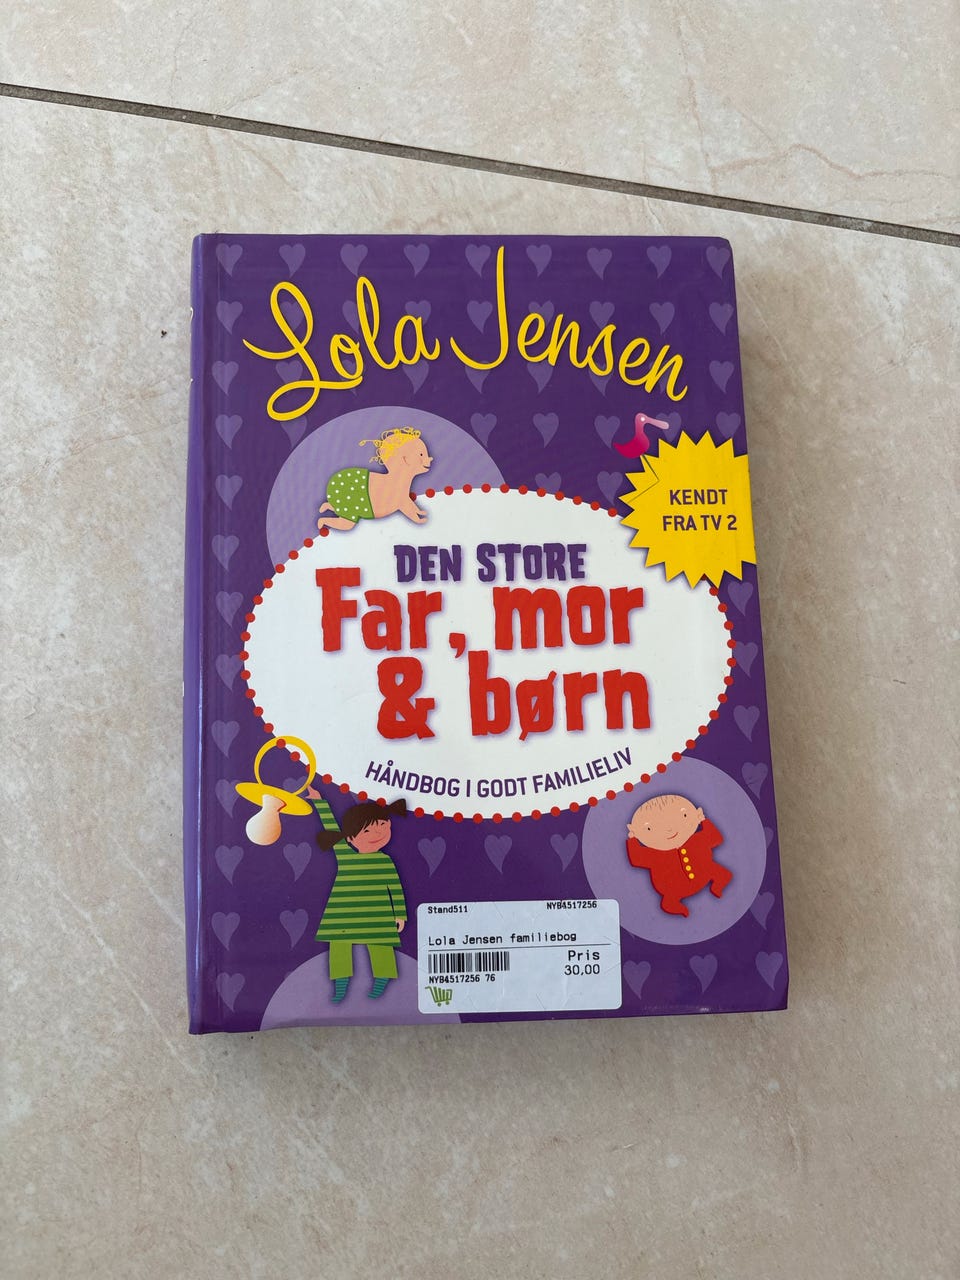 Lola Jensen
KENDT
FRA TV 2
DEN STORE
Far, mor
& børn
HÅNDBOG I GODT FAMILIELIV
Stand511 NYB4517256
Lola Jensen familiebog
Pris
30,00
NYB4517256 76